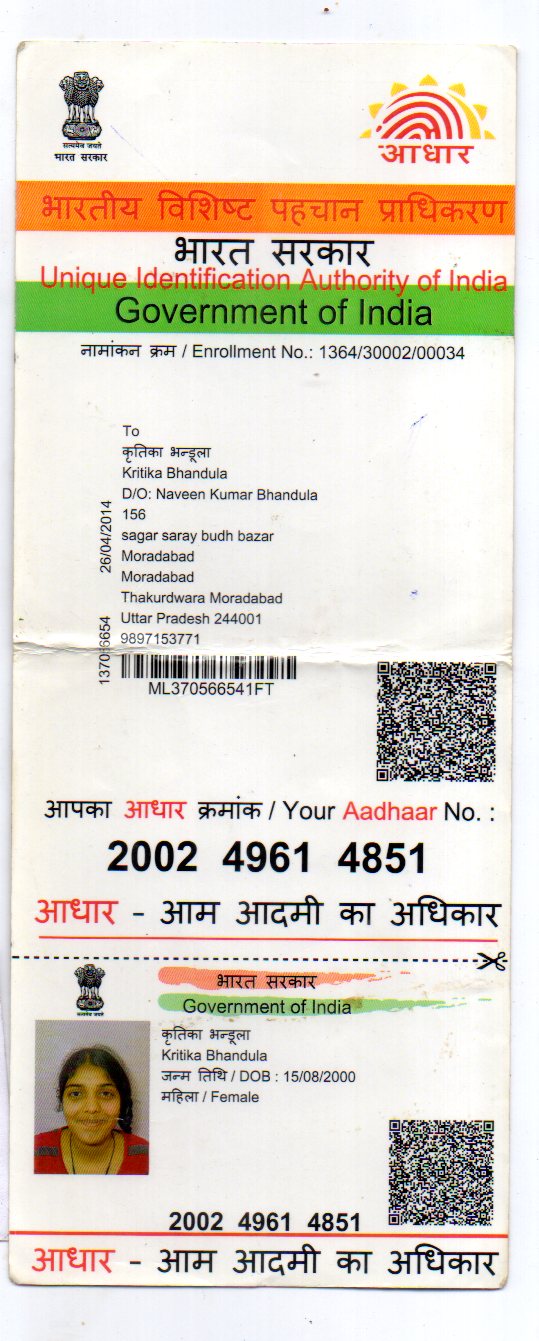 सत्यमेव जयते
भारत सरकार
आधार
भारतीय विशिष्ट पहचान प्राधिकरण
भारत सरकार
Unique Identification Authority of India
Government of India
नामांकन क्रम / Enrollment No.: 1364/30002/00034
To
कृतिका भन्डूला
Kritika Bhandula
D/O: Naveen Kumar Bhandula
156
sagar saray budh bazar
Moradabad
Moradabad
Thakurdwara Moradabad
Uttar Pradesh 244001
9897153771
26/04/2014
ML370566541FT
आपका आधार क्रमांक / Your Aadhaar No. :
2002 4961 4851
आधार - आम आदमी का अधिकार
भारत सरकार
Government of India
कृतिका भन्डूला
Kritika Bhandula
जन्म तिथि / DOB : 15/08/2000
महिला / Female
2002 4961 4851
आधार - आम आदमी का अधिकार